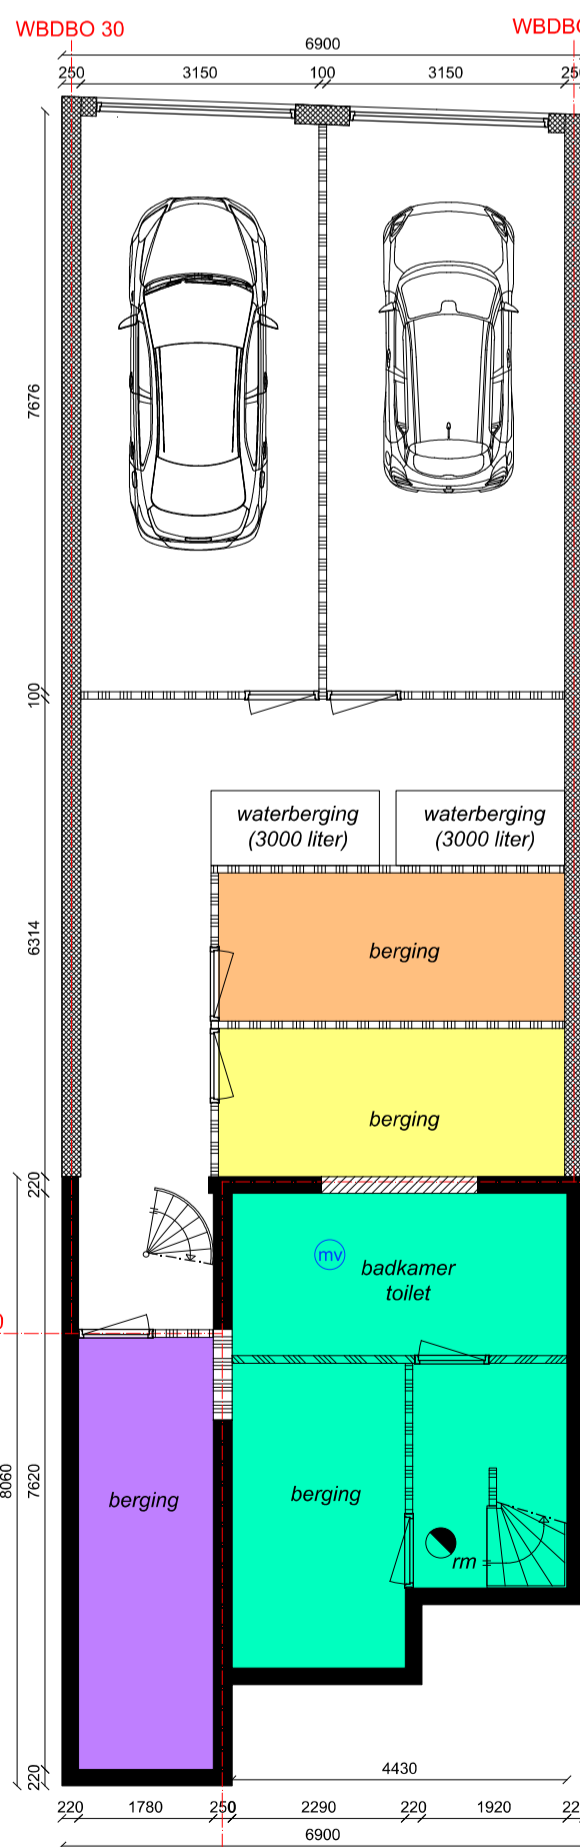 WBDBO 30
WBDBO
6900
250 3150 100 3150 250
7676
100
waterberging
(3000 liter)
waterberging
(3000 liter)
6314
berging
berging
220
mv
badkamer
toilet
0
8060
7620
berging
berging
rm
220
4430
220 1780 250 2290 220 1920 22
6900